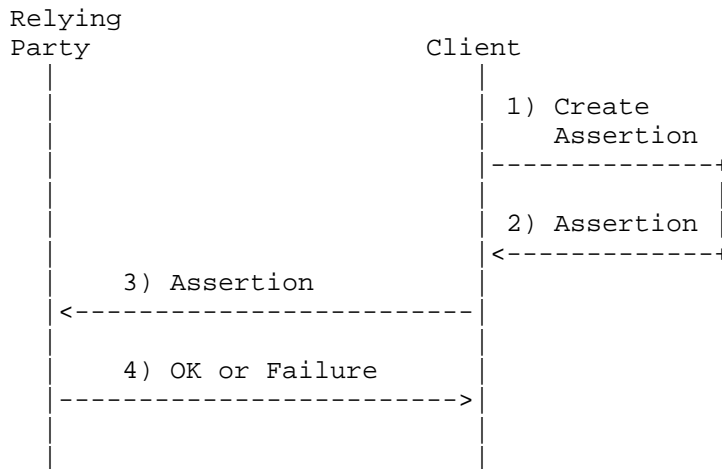 Relying
Party Client
1) Create
Assertion
2) Assertion
3) Assertion
4) OK or Failure